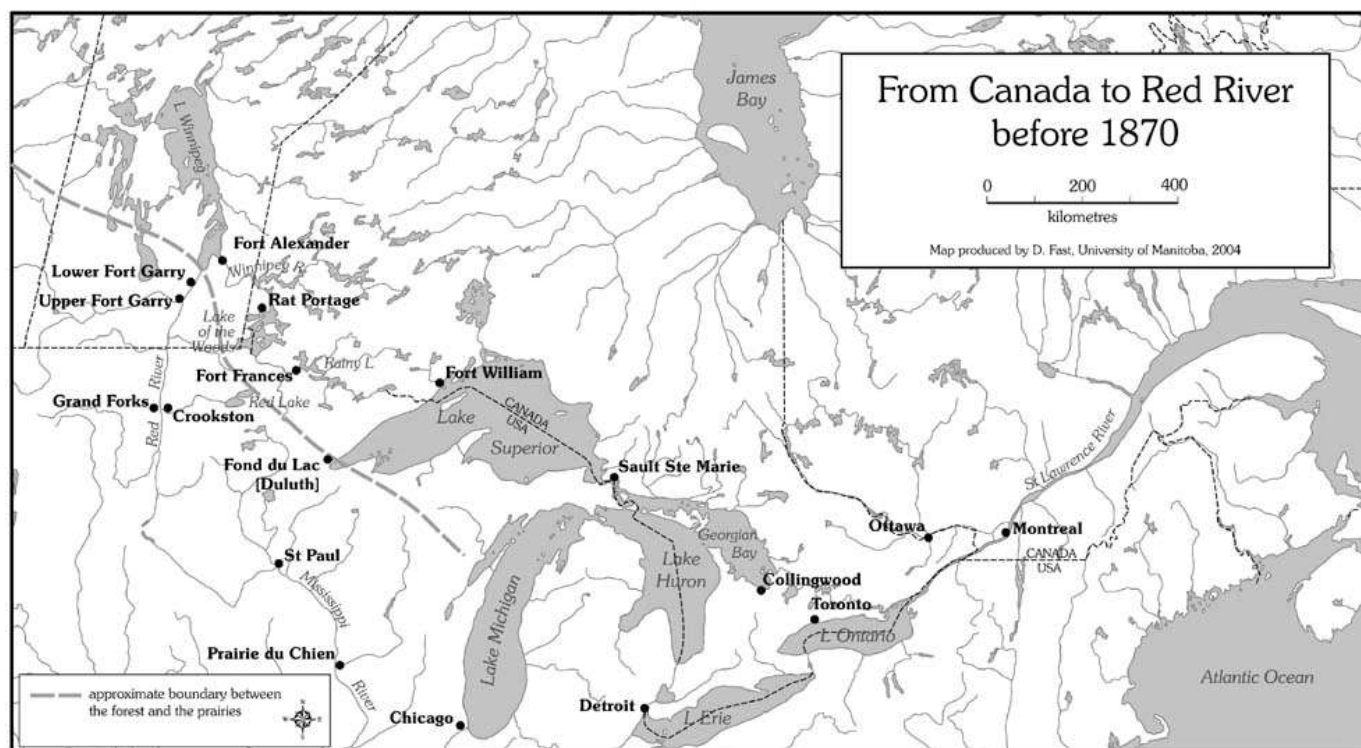 From Canada to Red River
before 1870
0 200 400
kilometres
Map produced by D. Fast, University of Manitoba, 2004
James
Bay
L Winnipeg
Fort Alexander
Winnipeg R.
Lower Fort Garry
Upper Fort Garry
Rat Portage
Lake
of the
Woods
Rainy L
Fort Frances
Fort William
Red River
Grand Forks
Crookston
Red Lake
Lake
Superior
CANADA
USA
Fond du Lac
[Duluth]
Sault Ste Marie
St Lawrence River
Ottawa
Montreal
CANADA
USA
Georgian
Bay
Lake
Huron
St Paul
Mississippi
River
Collingwood
Toronto
L Ontario
Lake Michigan
Prairie du Chien
Atlantic Ocean
Detroit
L Erie
Chicago
approximate boundary between
the forest and the prairies
N
W E
S